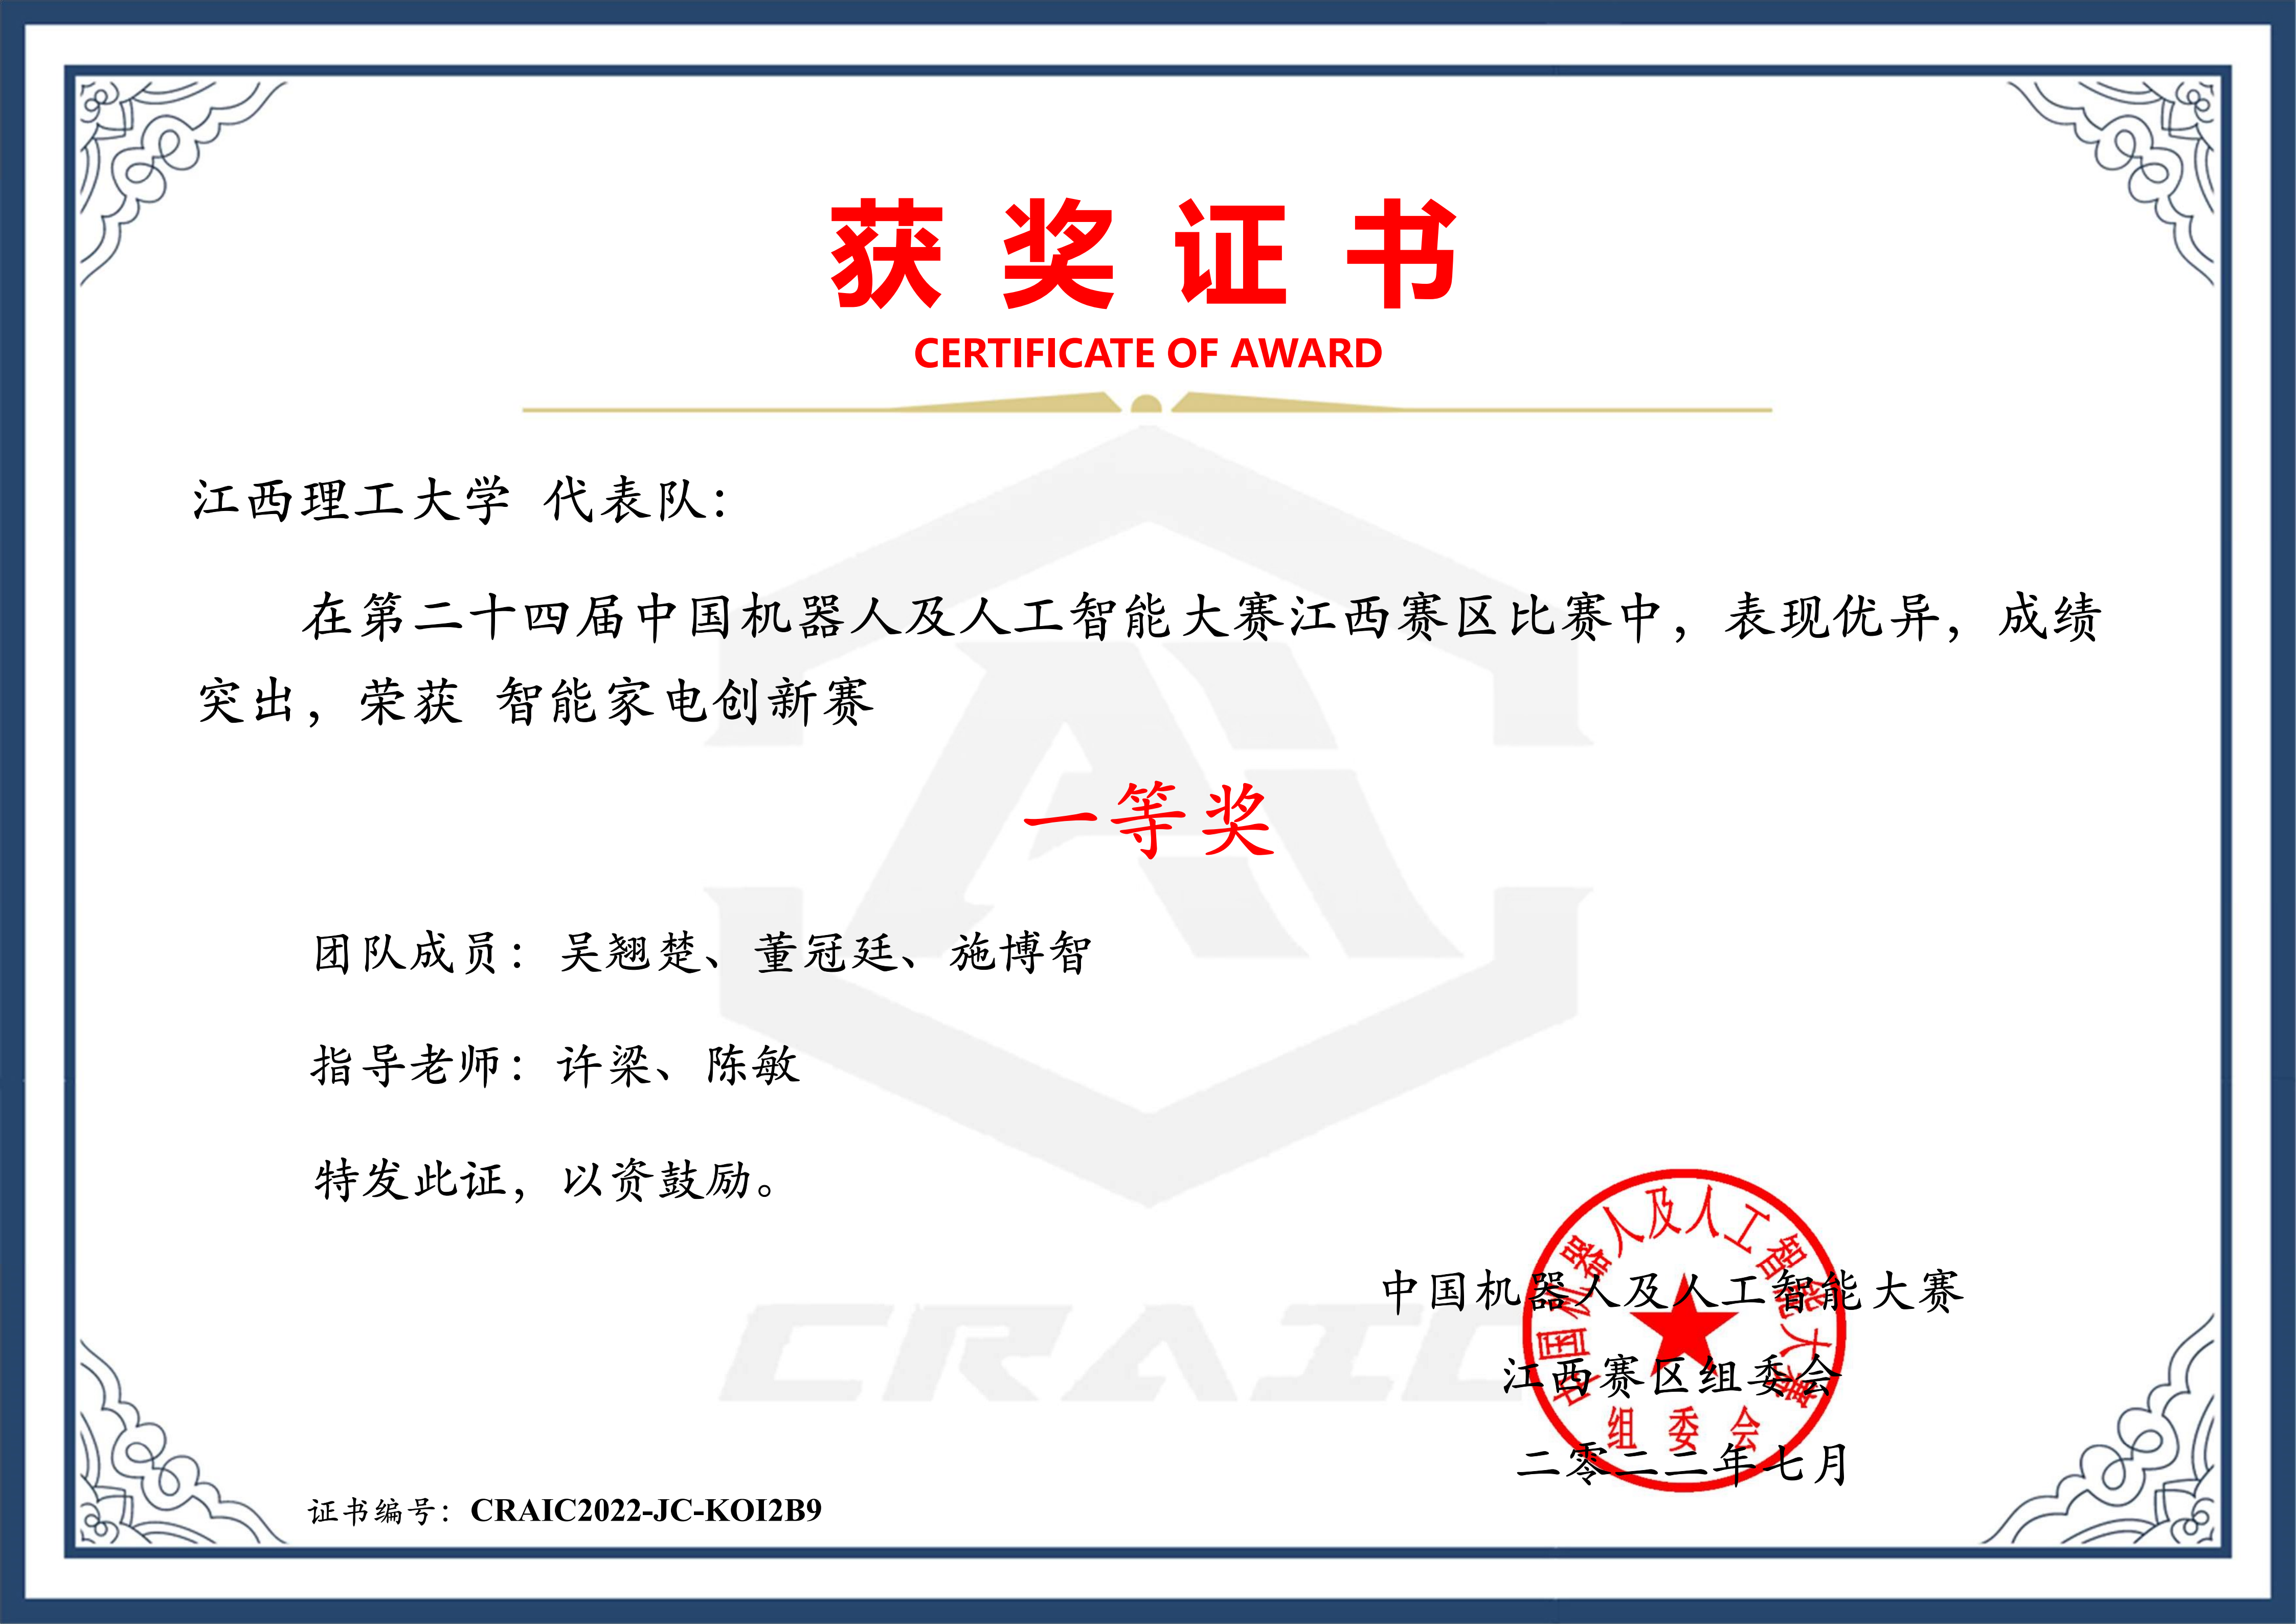 获奖证书
CERTIFICATE OF AWARD
江西理工大学 代表队：
在第二十四届中国机器人及人工智能大赛江西赛区比赛中，表现优异，成绩
突出，荣获 智能家电创新赛
一等奖
团队成员：吴翘楚、董冠廷、施博智
指导老师：许梁、陈敏
特发此证，以资鼓励。
中国机器人及人工智能大赛
江西赛区组委会
二零二二年七月
中国机器人及人工智能大赛
组委会
证书编号：CRAIC2022-JC-KOI2B9
AiC
CRAIC